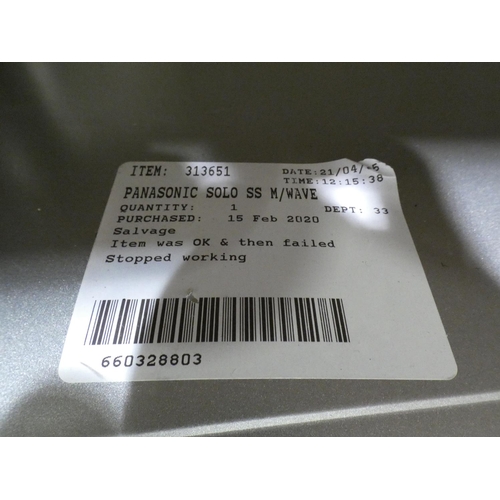 ITEM: 313651 DATE:21/04/
TIME:12:15:38
PANASONIC SOLO SS M/WAVE
QUANTITY: 1 DEPT: 33
PURCHASED: 15 Feb 2020
Salvage
Item was OK & then failed
Stopped working
660328803